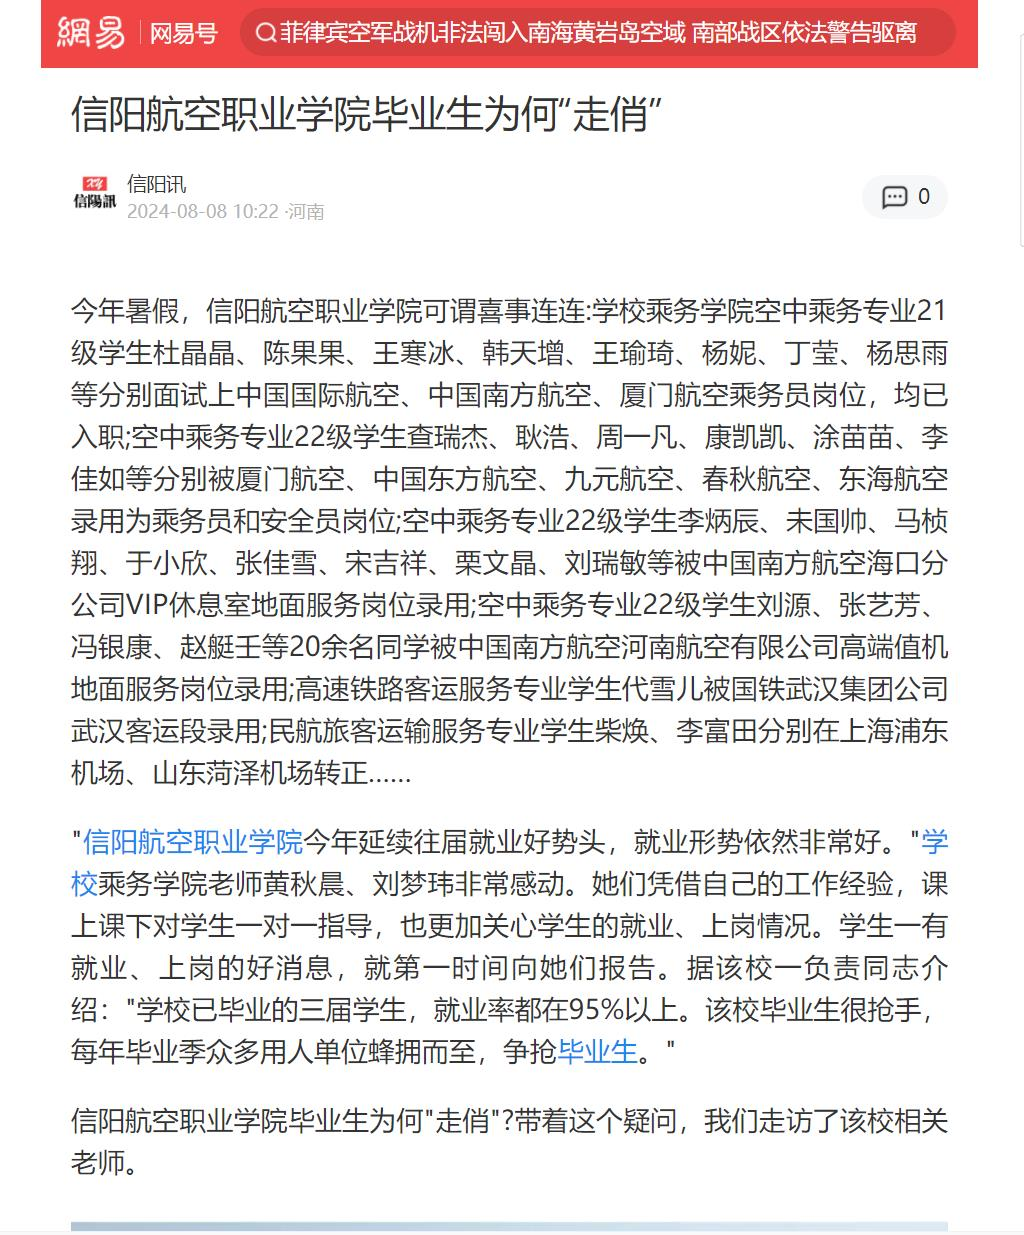 網易 网易号 菲律宾空军战机非法闯入南海黄岩岛空域 南部战区依法警告驱离
信阳航空职业学院毕业生为何“走俏”
XY
信陽訊
信阳讯
2024-08-08 10:22 ·河南
0
今年暑假，信阳航空职业学院可谓喜事连连:学校乘务学院空中乘务专业21
级学生杜晶晶、陈果果、王寒冰、韩天增、王瑜琦、杨妮、丁莹、杨思雨
等分别面试上中国国际航空、中国南方航空、厦门航空乘务员岗位，均已
入职;空中乘务专业22级学生查瑞杰、耿浩、周一凡、康凯凯、涂苗苗、李
佳如等分别被厦门航空、中国东方航空、九元航空、春秋航空、东海航空
录用为乘务员和安全员岗位;空中乘务专业22级学生李炳辰、未国帅、马桢
翔、于小欣、张佳雪、宋吉祥、栗文晶、刘瑞敏等被中国南方航空海口分
公司VIP休息室地面服务岗位录用;空中乘务专业22级学生刘源、张艺芳、
冯银康、赵艇壬等20余名同学被中国南方航空河南航空有限公司高端值机
地面服务岗位录用;高速铁路客运服务专业学生代雪儿被国铁武汉集团公司
武汉客运段录用;民航旅客运输服务专业学生柴焕、李富田分别在上海浦东
机场、山东菏泽机场转正......
"信阳航空职业学院今年延续往届就业好势头，就业形势依然非常好。"学
校乘务学院老师黄秋晨、刘梦玮非常感动。她们凭借自己的工作经验，课
上课下对学生一对一指导，也更加关心学生的就业、上岗情况。学生一有
就业、上岗的好消息，就第一时间向她们报告。据该校一负责同志介
绍："学校已毕业的三届学生，就业率都在95%以上。该校毕业生很抢手，
每年毕业季众多用人单位蜂拥而至，争抢毕业生。"
信阳航空职业学院毕业生为何"走俏"?带着这个疑问，我们走访了该校相关
老师。